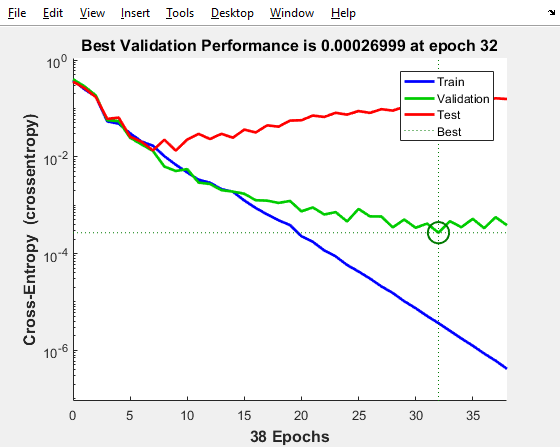 File Edit View Insert Tools Desktop Window Help
Best Validation Performance is 0.00026999 at epoch 32
Train
Validation
Test
Best
Cross-Entropy (crossentropy)
10^0
10^-2
10^-4
10^-6
0 5 10 15 20 25 30 35
38 Epochs